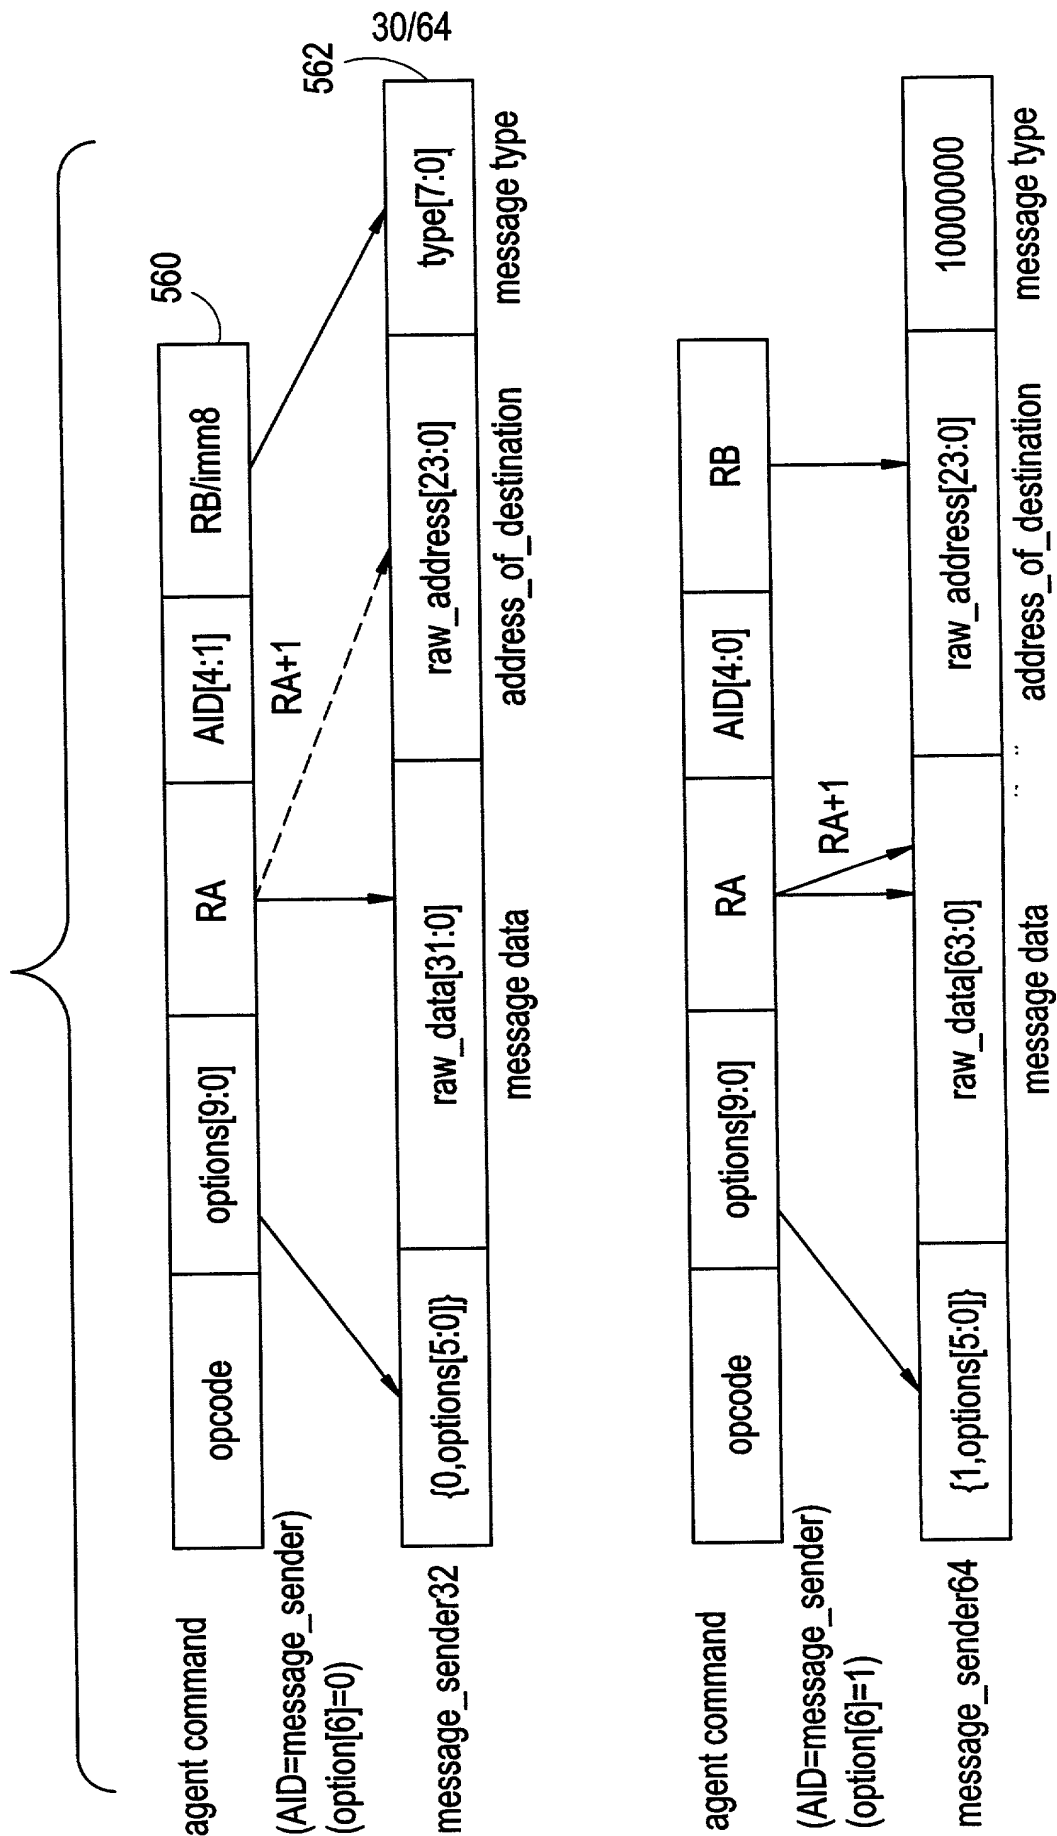 30/64
562
560
agent command
opcode
options[9:0]
RA
AID[4:1]
RB/imm8
(AID=message_sender)
(option[6]=0)
RA+1
message_sender32
{0,options[5:0]}
raw_data[31:0]
raw_address[23:0]
type[7:0]
message data
address_of_destination
message type
agent command
opcode
options[9:0]
RA
AID[4:0]
RB
(AID=message_sender)
(option[6]=1)
RA+1
message_sender64
{1,options[5:0]}
raw_data[63:0]
raw_address[23:0]
10000000
message data
address_of_destination
message type